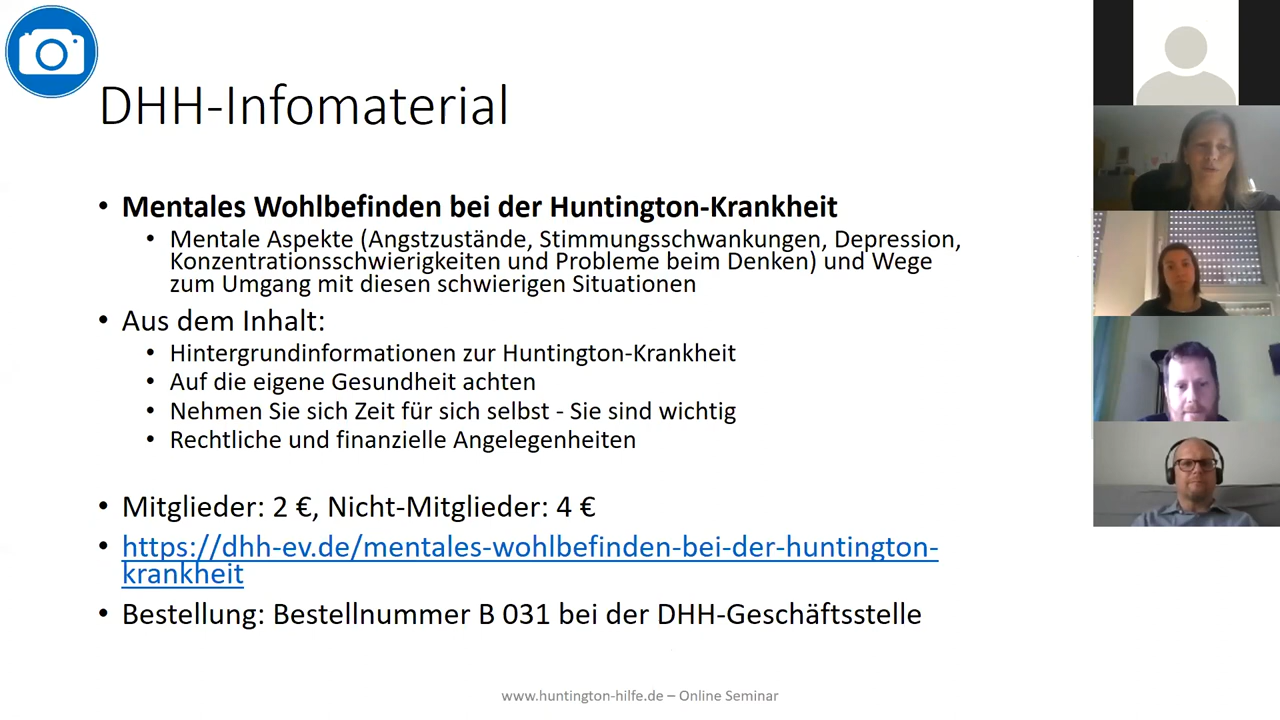 DHH-Infomaterial
• Mentales Wohlbefinden bei der Huntington-Krankheit
• Mentale Aspekte (Angstzustände, Stimmungsschwankungen, Depression,
Konzentrationsschwierigkeiten und Probleme beim Denken) und Wege
zum Umgang mit diesen schwierigen Situationen
• Aus dem Inhalt:
• Hintergrundinformationen zur Huntington-Krankheit
• Auf die eigene Gesundheit achten
• Nehmen Sie sich Zeit für sich selbst - Sie sind wichtig
• Rechtliche und finanzielle Angelegenheiten
• Mitglieder: 2 €, Nicht-Mitglieder: 4 €
• https://dhh-ev.de/mentales-wohlbefinden-bei-der-huntington-
krankheit
• Bestellung: Bestellnummer B 031 bei der DHH-Geschäftsstelle
www.huntington-hilfe.de – Online Seminar